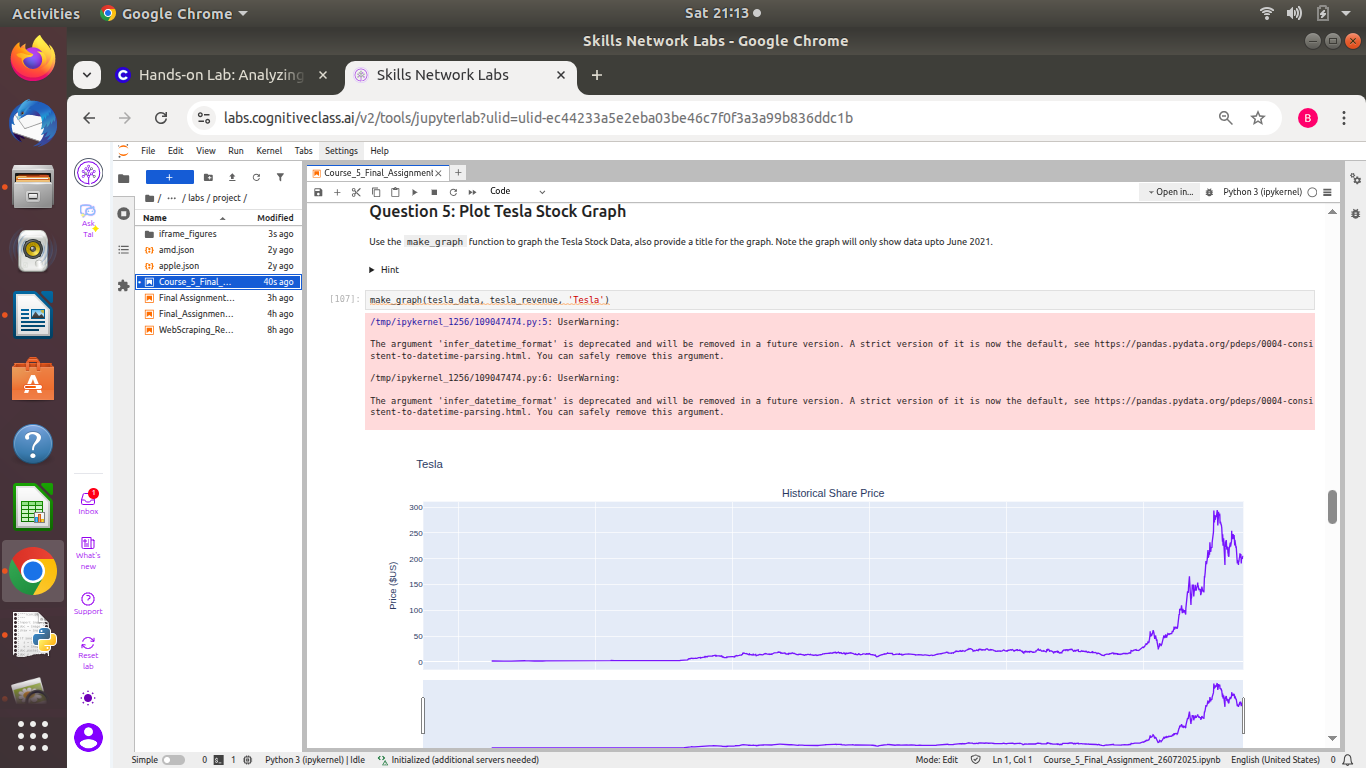 Activities
Google Chrome
Sat 21:13
Skills Network Labs - Google Chrome
Hands-on Lab: Analyzing
Skills Network Labs
labs.cognitiveclass.ai/v2/tools/jupyterlab?ulid=ulid-ec44233a5e2eba03be46c7f0f3a3a99b836ddc1b
B
File Edit View Run Kernel Tabs Settings Help
Ask
Tai
Inbox
1
What's
new
Support
Reset
lab
/ ··· / labs / project /
Name Modified
iframe_figures 3s ago
amd.json 2y ago
apple.json 2y ago
Course_5_Final_... 40s ago
Final Assignment... 3h ago
Final_Assignmen... 4h ago
WebScraping_Re... 8h ago
Course_5_Final_Assignment
Code
Open in...
Python 3 (ipykernel)
Question 5: Plot Tesla Stock Graph
Use the make_graph function to graph the Tesla Stock Data, also provide a title for the graph. Note the graph will only show data upto June 2021.
Hint
[107]: make_graph(tesla_data, tesla_revenue, 'Tesla')
/tmp/ipykernel_1256/109047474.py:5: UserWarning:
The argument 'infer_datetime_format' is deprecated and will be removed in a future version. A strict version of it is now the default, see https://pandas.pydata.org/pdeps/0004-consi
stent-to-datetime-parsing.html. You can safely remove this argument.
/tmp/ipykernel_1256/109047474.py:6: UserWarning:
The argument 'infer_datetime_format' is deprecated and will be removed in a future version. A strict version of it is now the default, see https://pandas.pydata.org/pdeps/0004-consi
stent-to-datetime-parsing.html. You can safely remove this argument.
Tesla
Historical Share Price
Price ($US)
300
250
200
150
100
50
0
Simple 0 1 Python 3 (ipykernel) | Idle Initialized (additional servers needed) Mode: Edit Ln 1, Col 1 Course_5_Final_Assignment_26072025.ipynb English (United States) 0